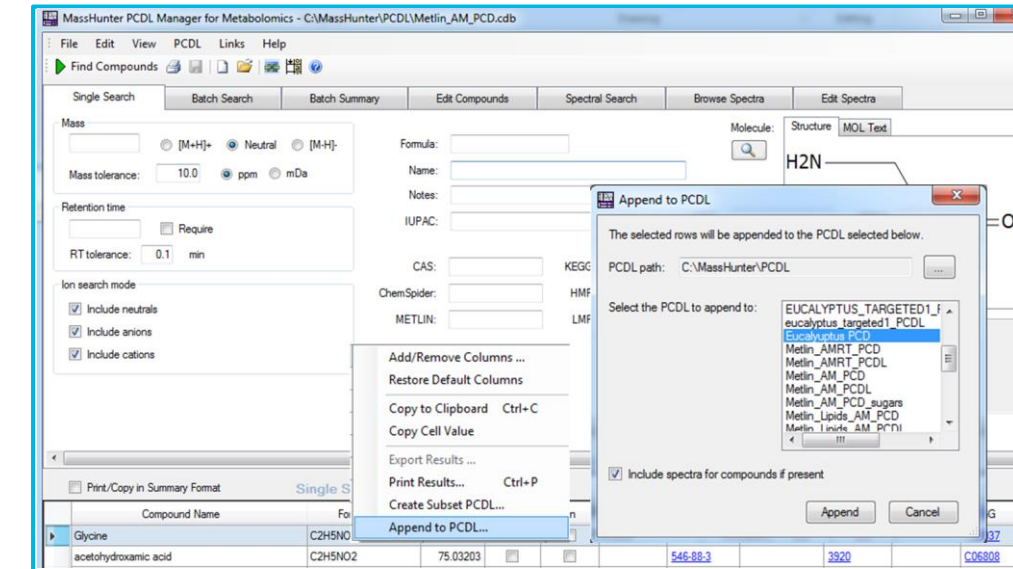 MassHunter PCDL Manager for Metabolomics - C:\MassHunter\PCDL\Metlin_AM_PCD.cdb
File Edit View PCDL Links Help
Find Compounds
Single Search Batch Search Batch Summary Edit Compounds Spectral Search Browse Spectra Edit Spectra
Mass
[M+H]+ Neutral [M-H]-
Mass tolerance: 10.0 ppm mDa
Retention time
Require
RT tolerance: 0.1 min
Ion search mode
Include neutrals
Include anions
Include cations
Formula:
Name:
Notes:
IUPAC:
CAS: KEGG
ChemSpider: HMP
METLIN: LMP
Molecule:
Structure MOL Text
H2N
O
Add/Remove Columns ...
Restore Default Columns
Copy to Clipboard Ctrl+C
Copy Cell Value
Export Results ...
Print Results... Ctrl+P
Create Subset PCDL...
Append to PCDL...
Append to PCDL
The selected rows will be appended to the PCDL selected below.
PCDL path: C:\MassHunter\PCDL ...
Select the PCDL to append to:
EUCALYPTUS_TARGETED1_
eucalyptus_targeted1_PCDL
Eucalyuptus PCD
Metlin_AMRT_PCD
Metlin_AMRT_PCDL
Metlin_AM_PCD
Metlin_AM_PCDL
Metlin_AM_PCD_sugars
Metlin_Lipids_AM_PCD
Metlin_Lipids_AM_PCDL
Include spectra for compounds if present
Append Cancel
Print/Copy in Summary Format Single S
Compound Name Fo n G
Glycine C2H5NO 37
acetohydroxamic acid C2H5NO2 75.03203 546-88-3 3920 C06808